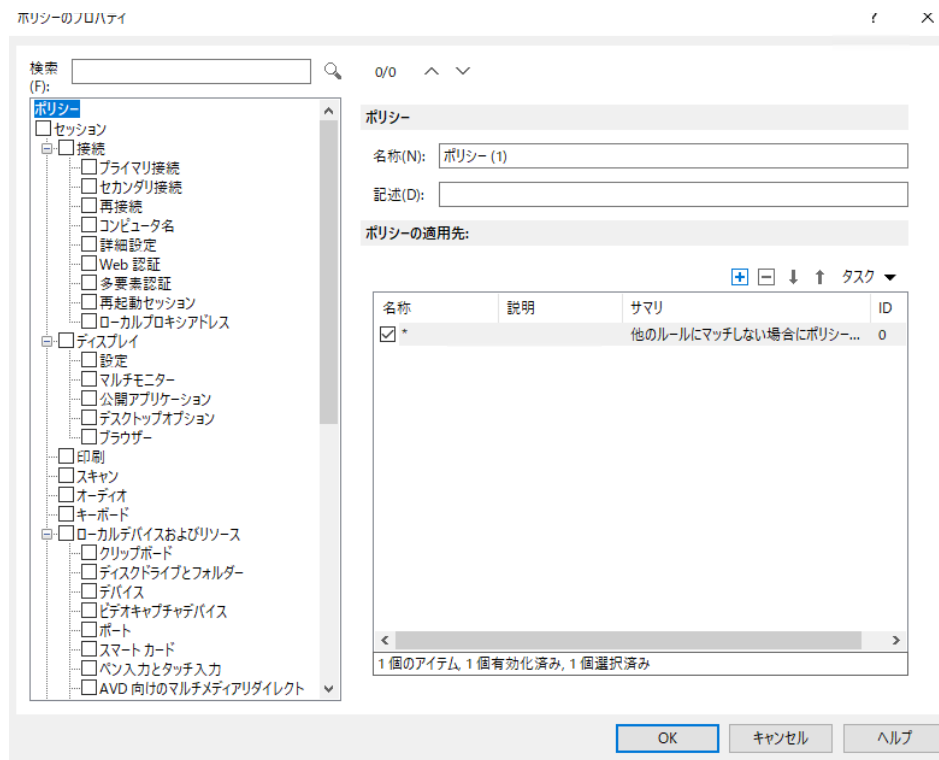 ポリシーのプロパティ
検索
(F):
0/0
ポリシー
セッション
接続
プライマリ接続
セカンダリ接続
再接続
コンピュータ名
詳細設定
Web 認証
多要素認証
再起動セッション
ローカルプロキシアドレス
ディスプレイ
設定
マルチモニター
公開アプリケーション
デスクトップオプション
ブラウザー
印刷
スキャン
オーディオ
キーボード
ローカルデバイスおよびリソース
クリップボード
ディスクドライブとフォルダー
デバイス
ビデオキャプチャデバイス
ポート
スマート カード
ペン入力とタッチ入力
AVD 向けのマルチメディアリダイレクト
ポリシー
名称(N): ポリシー (1)
記述(D):
ポリシーの適用先:
タスク
名称 説明 サマリ ID
* 他のルールにマッチしない場合にポリシー... 0
1 個のアイテム, 1 個有効化済み, 1 個選択済み
OK キャンセル ヘルプ